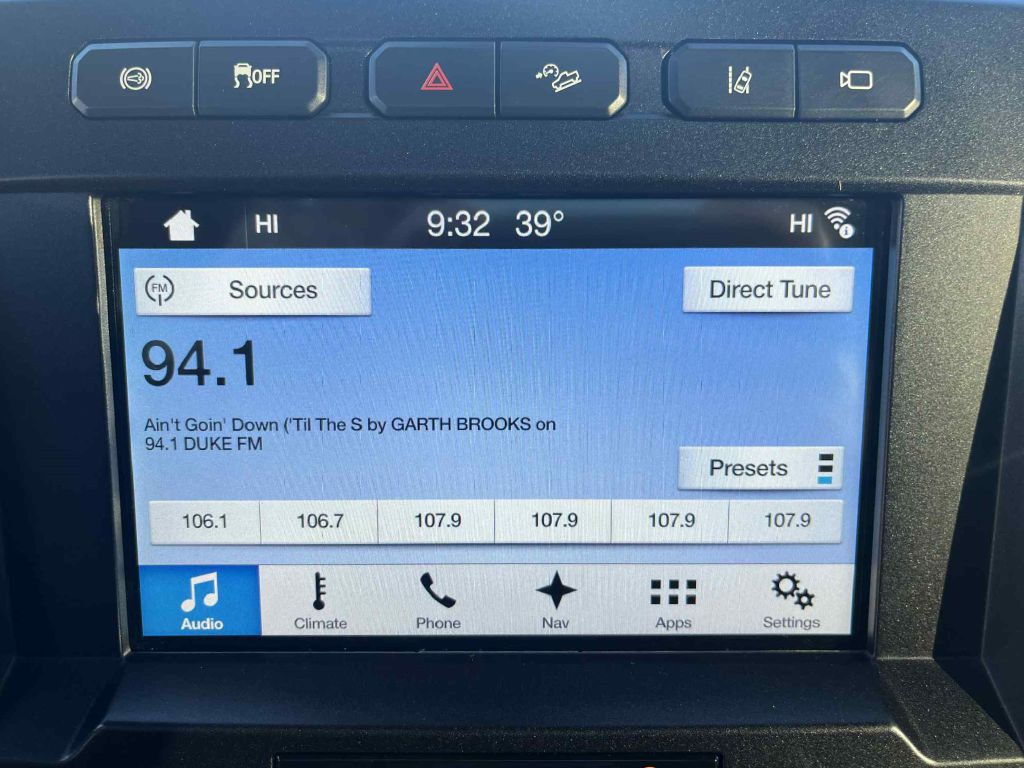 OFF
HI 9:32 39° HI
FM Sources
Direct Tune
94.1
Ain't Goin' Down ('Til The S by GARTH BROOKS on
94.1 DUKE FM
Presets
106.1 106.7 107.9 107.9 107.9 107.9
Audio Climate Phone Nav Apps Settings